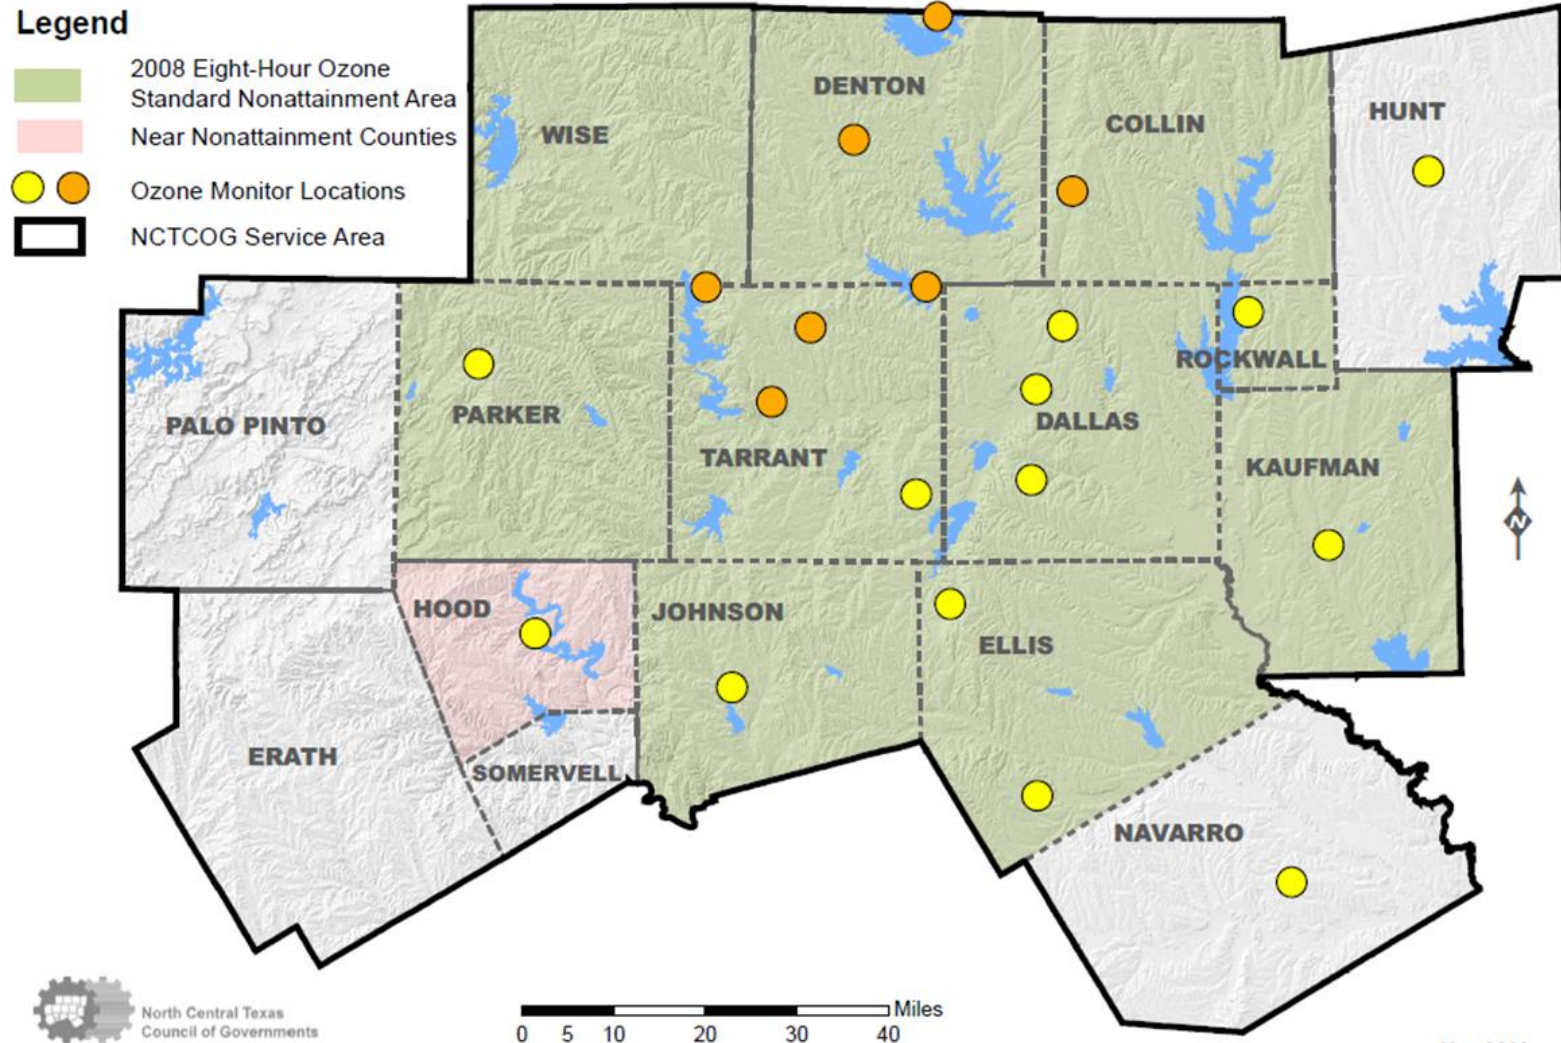 Legend
2008 Eight-Hour Ozone
Standard Nonattainment Area
Near Nonattainment Counties
Ozone Monitor Locations
NCTCOG Service Area
DENTON
WISE
COLLIN
HUNT
ROCKWALL
PALO PINTO
PARKER
TARRANT
DALLAS
KAUFMAN
N
HOOD
JOHNSON
ELLIS
ERATH
SOMERVELL
NAVARRO
North Central Texas
Council of Governments
Miles
0 5 10 20 30 40